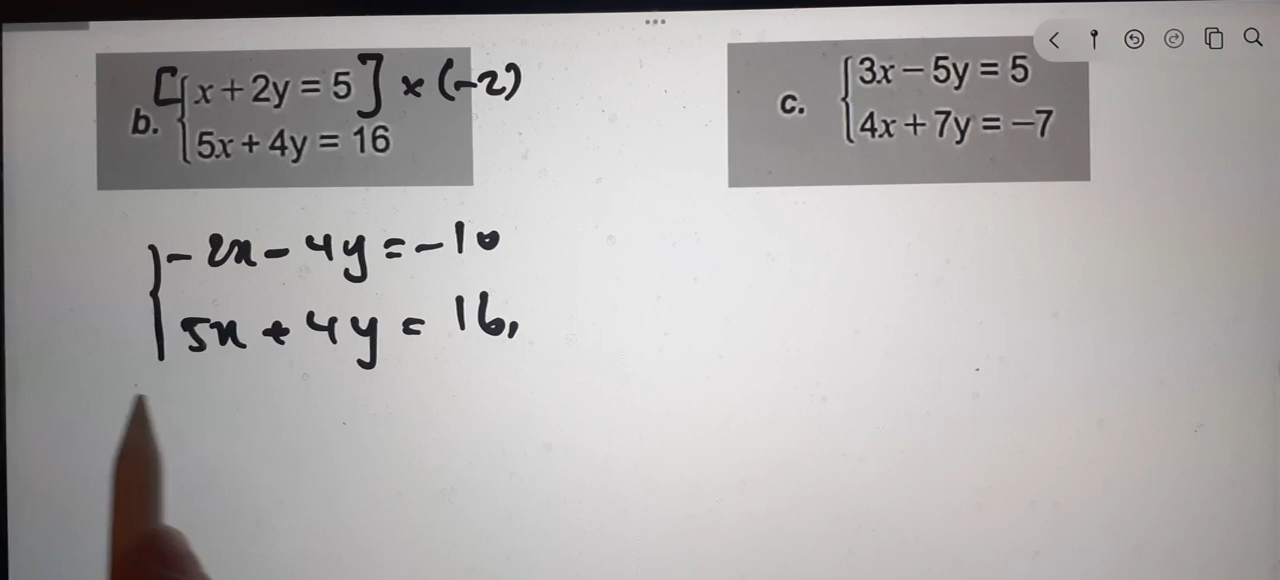 [x + 2y = 5] × (-2)
b.
5x + 4y = 16
c.
3x – 5y = 5
4x + 7y = –7
-2x - 4y = -10
5x + 4y = 16,